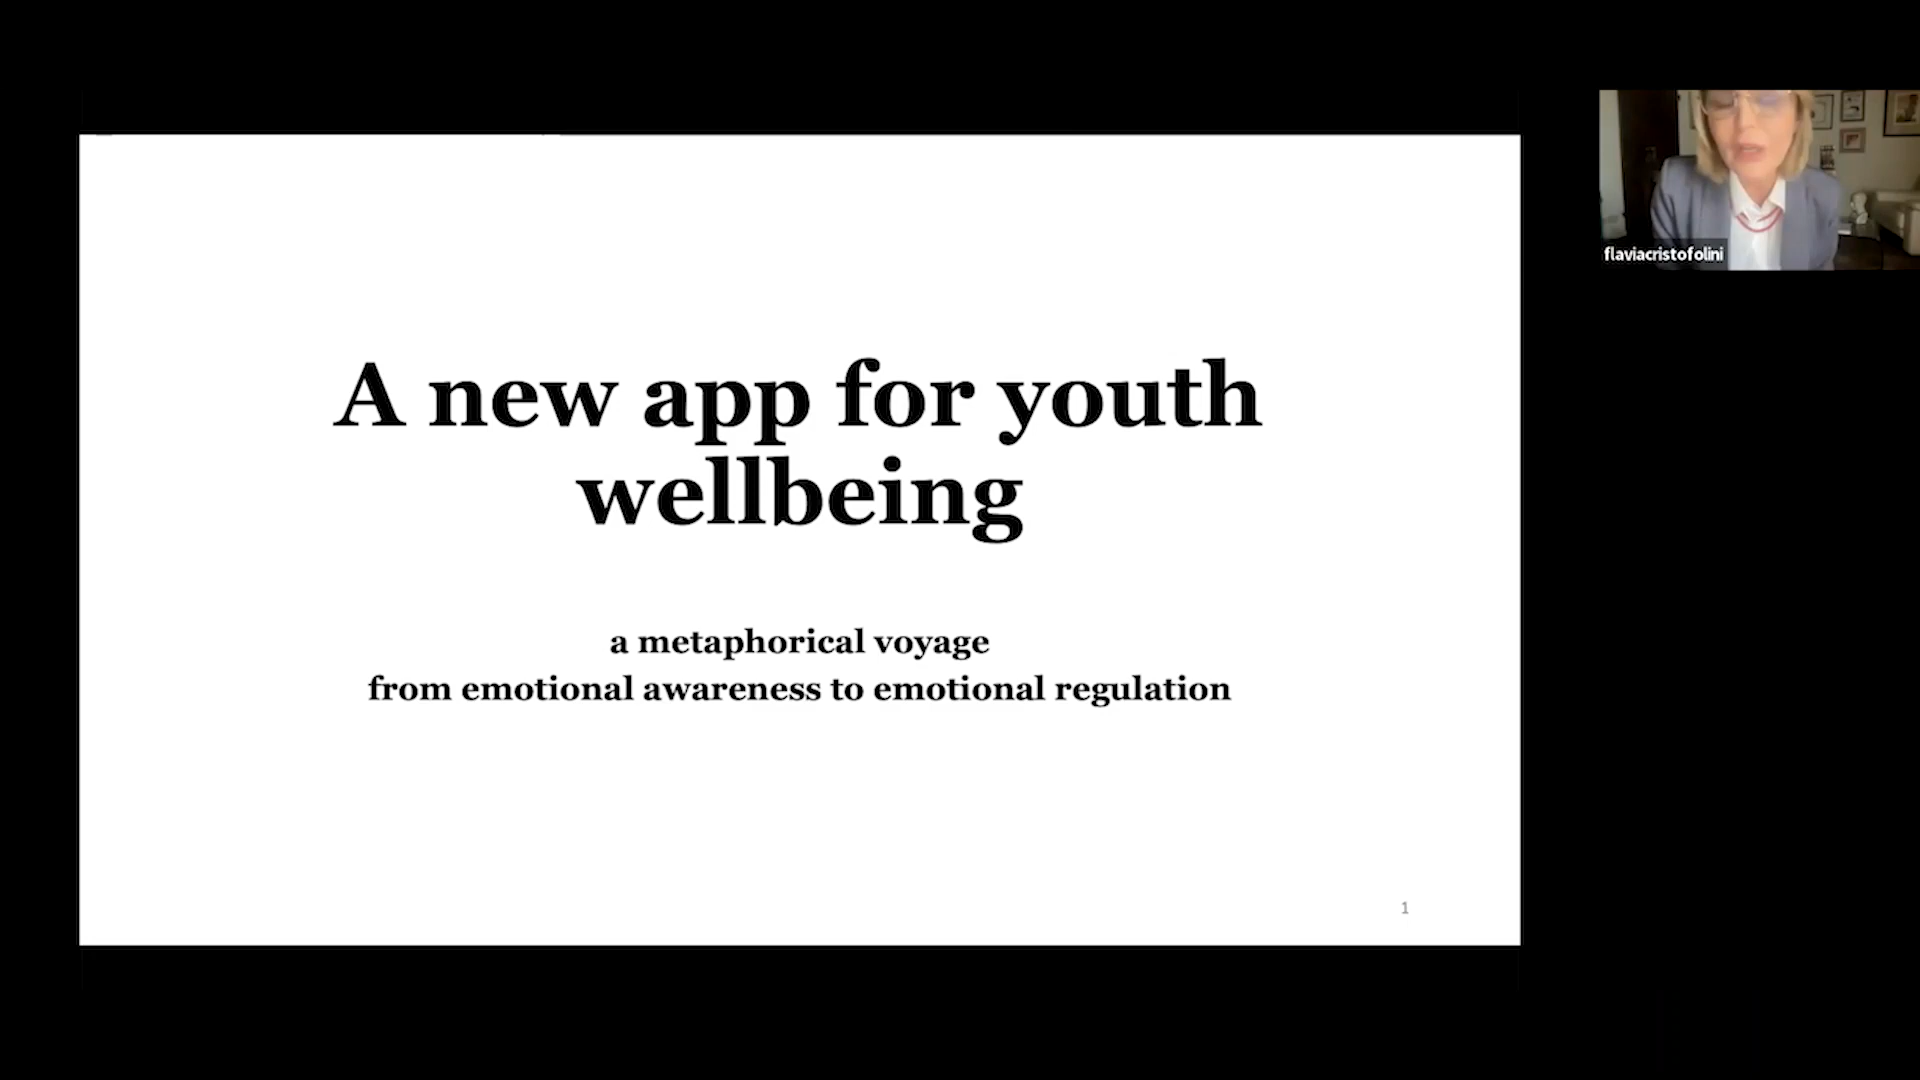 A new app for youth
wellbeing
a metaphorical voyage
from emotional awareness to emotional regulation
1
flaviacristofolini